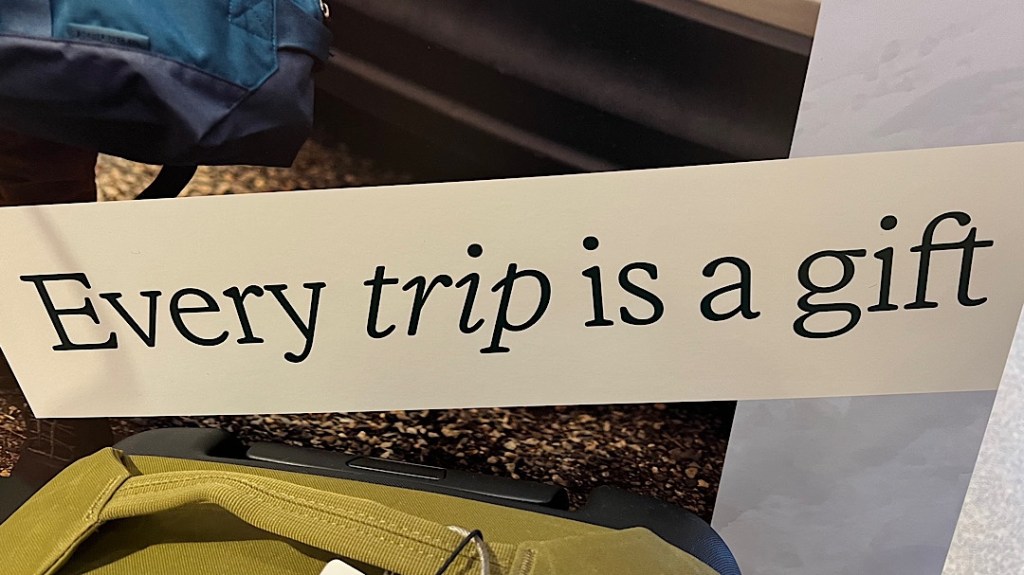 Every trip is a gift